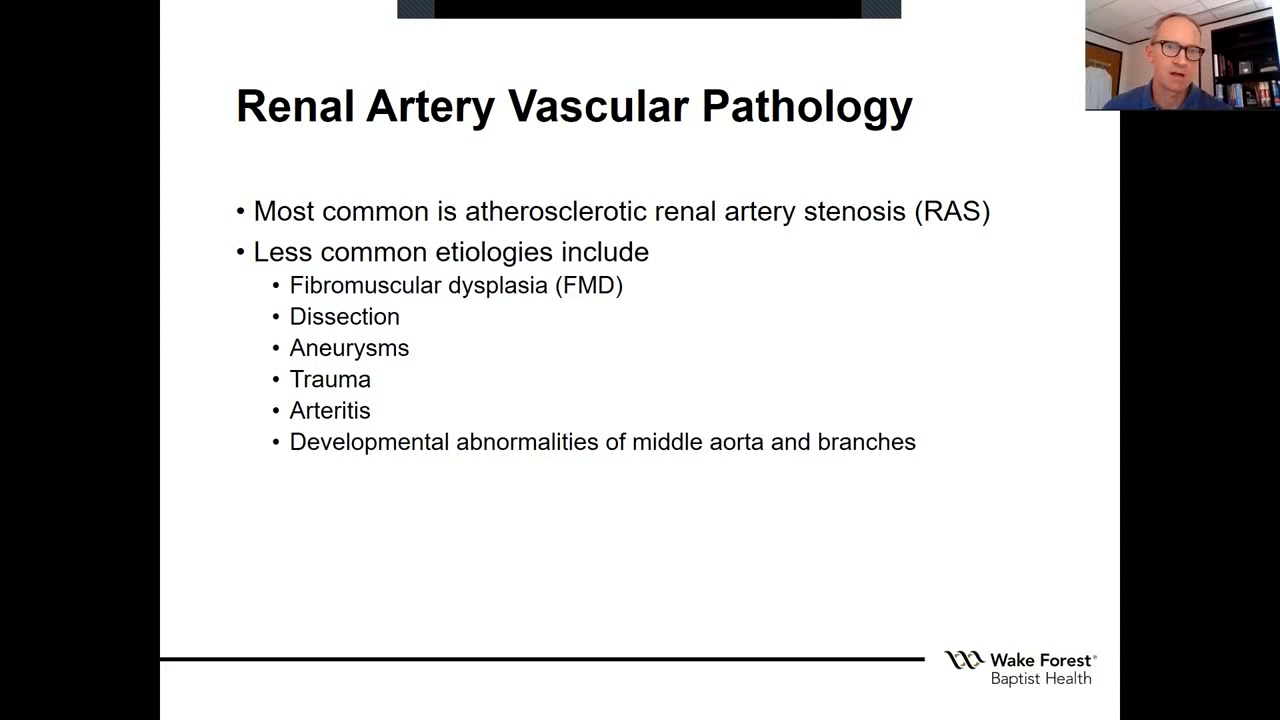 Renal Artery Vascular Pathology
• Most common is atherosclerotic renal artery stenosis (RAS)
• Less common etiologies include
• Fibromuscular dysplasia (FMD)
• Dissection
• Aneurysms
• Trauma
• Arteritis
• Developmental abnormalities of middle aorta and branches
Wake Forest®
Baptist Health